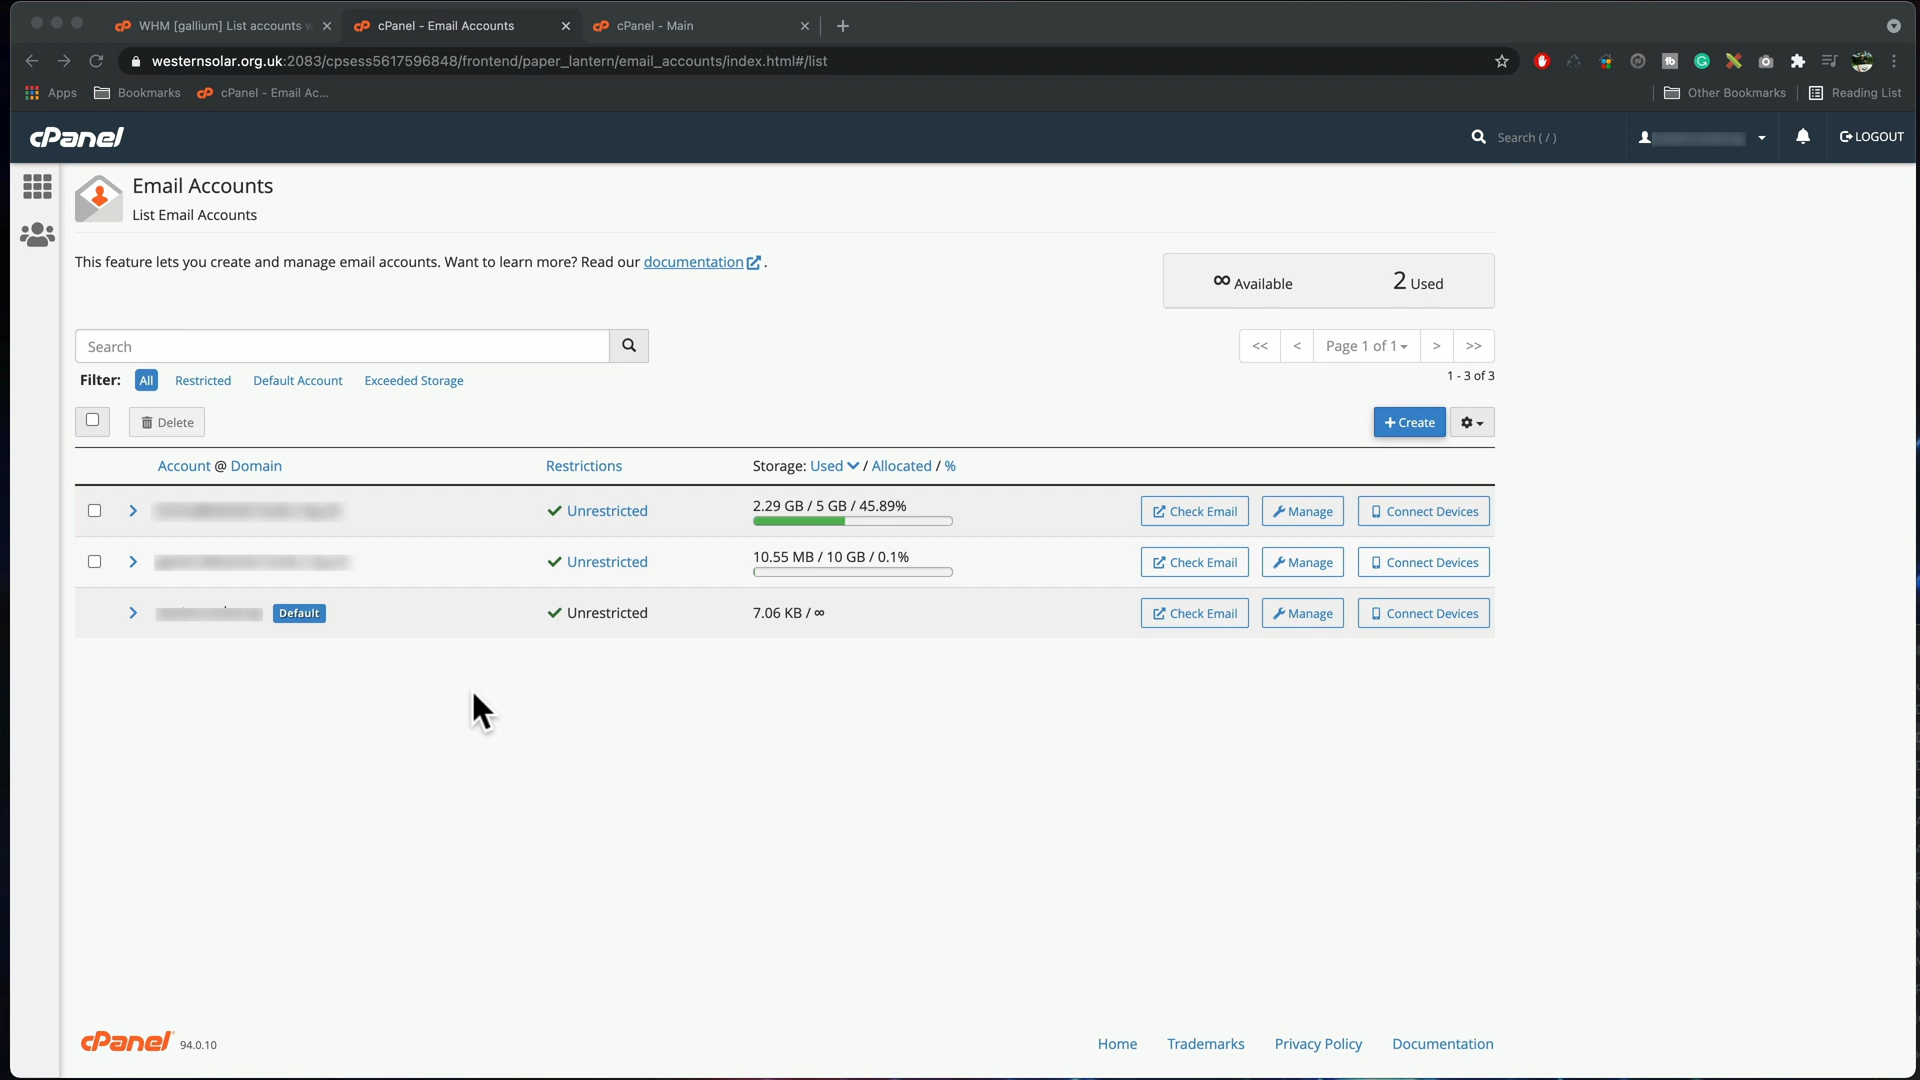 WHM [gallium] List accounts
cPanel - Email Accounts
cPanel - Main
westernsolar.org.uk:2083/cpsess5617596848/frontend/paper_lantern/email_accounts/index.html#/list
Apps
Bookmarks
cPanel - Email Ac...
Other Bookmarks
Reading List
cPanel
Search ( / )
LOGOUT
Email Accounts
List Email Accounts
This feature lets you create and manage email accounts. Want to learn more? Read our documentation .
∞ Available 2 Used
Search
<< < Page 1 of 1 > >>
Filter: All Restricted Default Account Exceeded Storage
1 - 3 of 3
Delete
+ Create
Account @ Domain Restrictions Storage: Used / Allocated / %
Unrestricted 2.29 GB / 5 GB / 45.89% Check Email Manage Connect Devices
Unrestricted 10.55 MB / 10 GB / 0.1% Check Email Manage Connect Devices
Default Unrestricted 7.06 KB / ∞ Check Email Manage Connect Devices
cPanel 94.0.10
Home Trademarks Privacy Policy Documentation